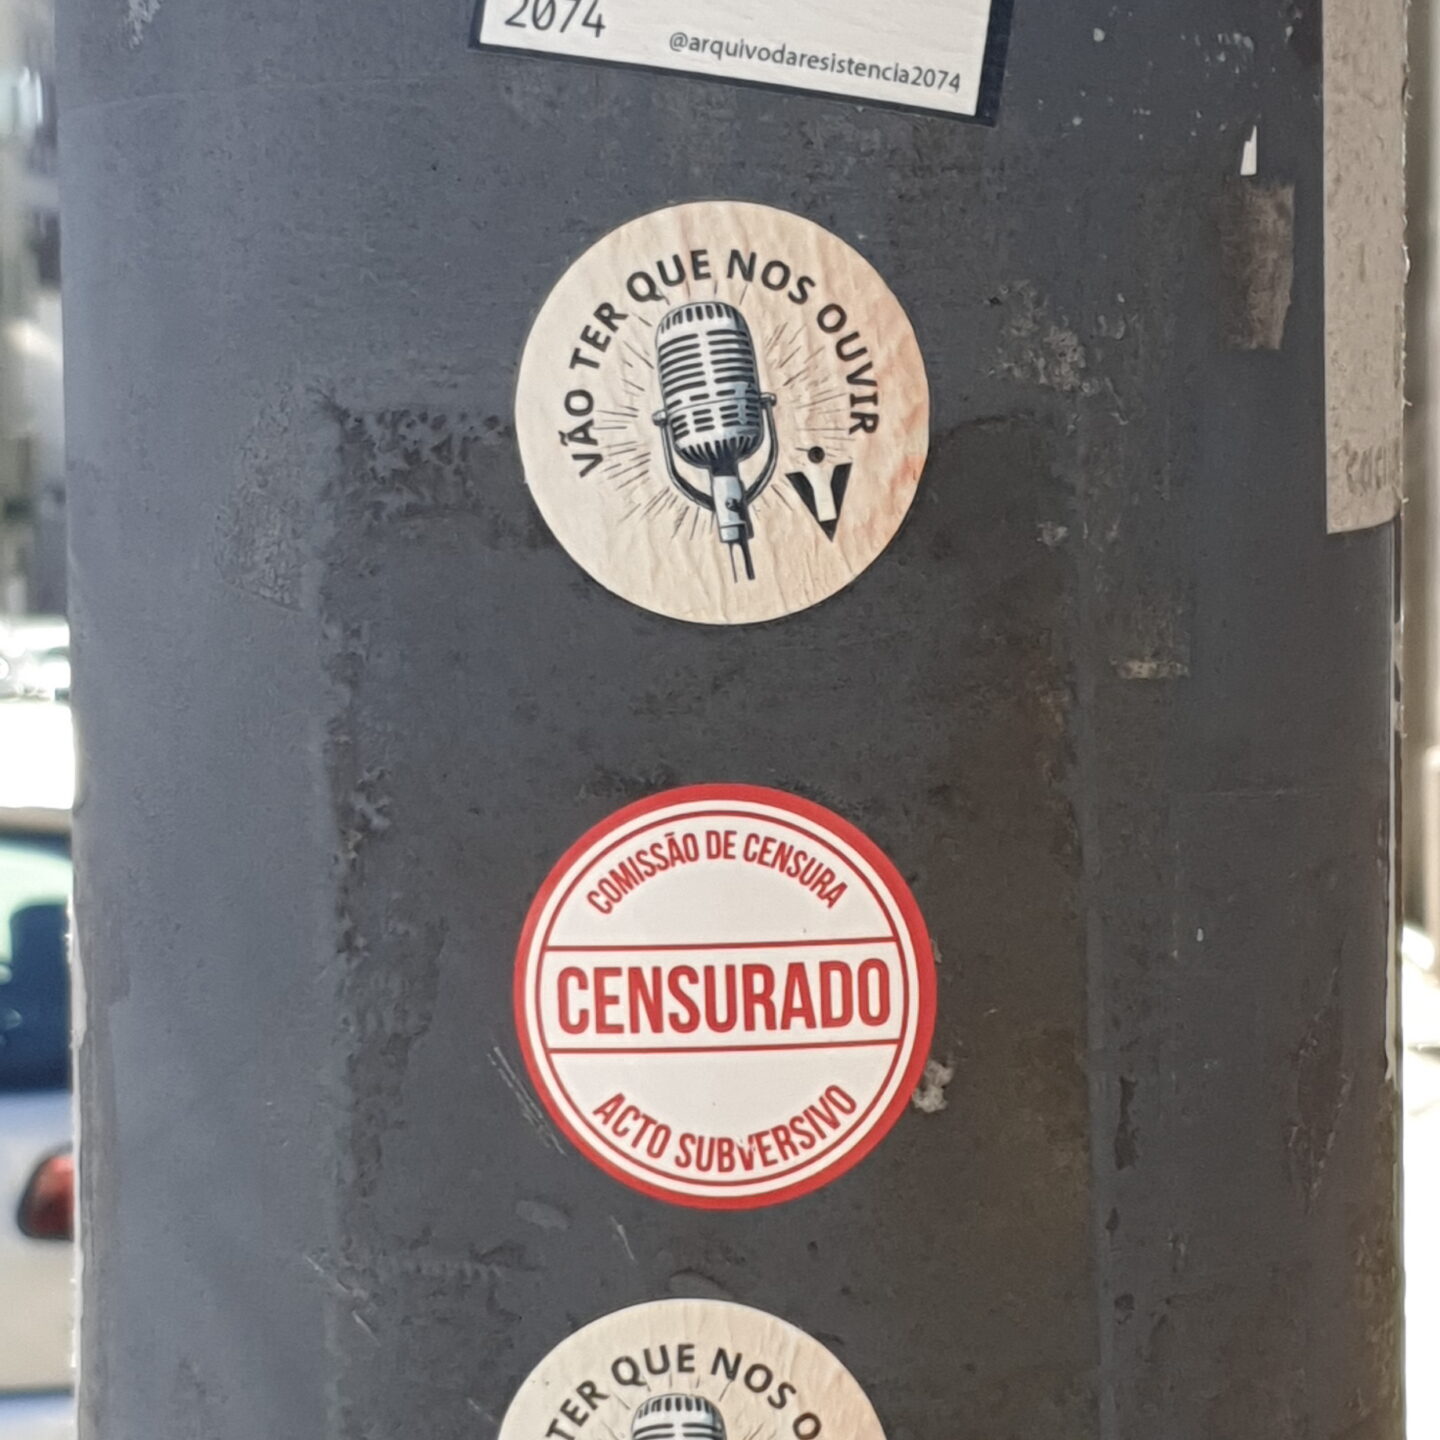 2074
@arquivodaresistencia2074
VÃO TER QUE NOS OUVIR
COMISSÃO DE CENSURA
CENSURADO
ACTO SUBVERSIVO
TER QUE NOS O